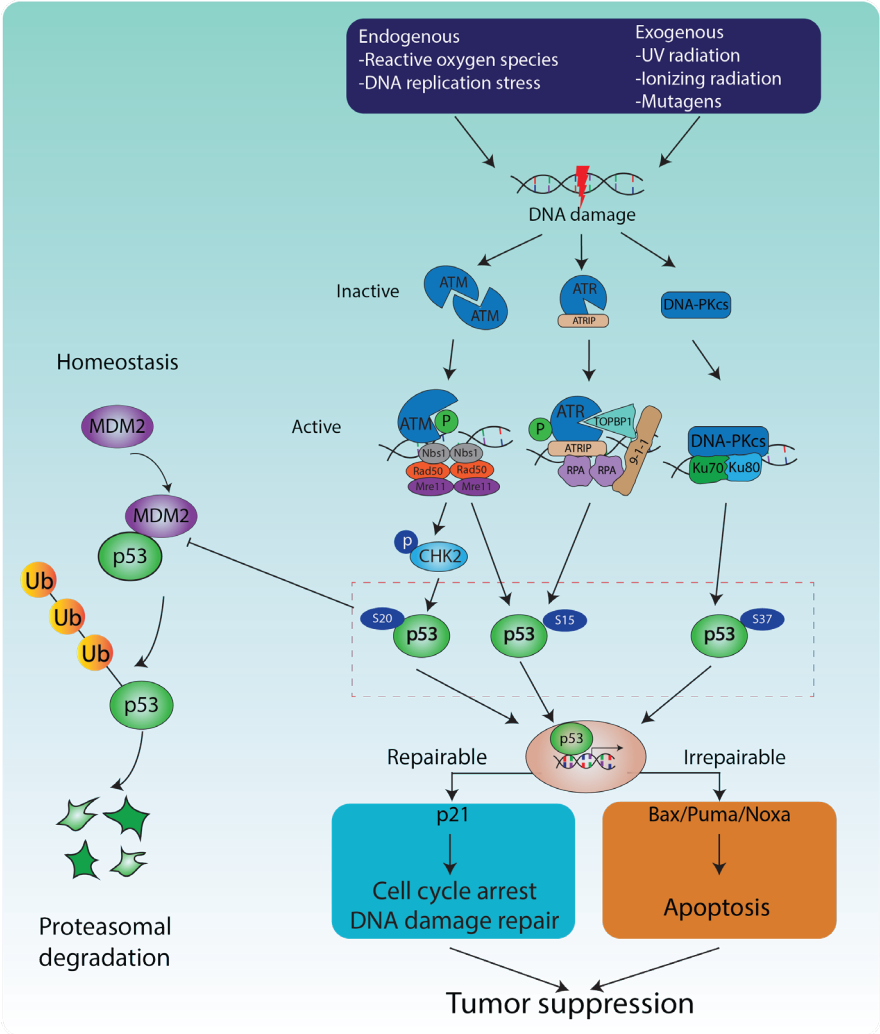 Endogenous
-Reactive oxygen species
-DNA replication stress
Exogenous
-UV radiation
-Ionizing radiation
-Mutagens
DNA damage
Inactive
ATM
ATM
ATR
ATRIP
DNA-PKcs
Homeostasis
Active
MDM2
ATM
P
Nbs1
Nbs1
Rad50
Rad50
Mre11
Mre11
P
ATR
TOPBP1
ATRIP
RPA
RPA
9-1-1
DNA-PKcs
Ku70
Ku80
MDM2
p53
p
CHK2
Ub
Ub
Ub
p53
S20
p53
p53
S15
p53
S37
p53
Repairable
Irrepairable
p21
Cell cycle arrest
DNA damage repair
Bax/Puma/Noxa
Apoptosis
Proteasomal
degradation
Tumor suppression